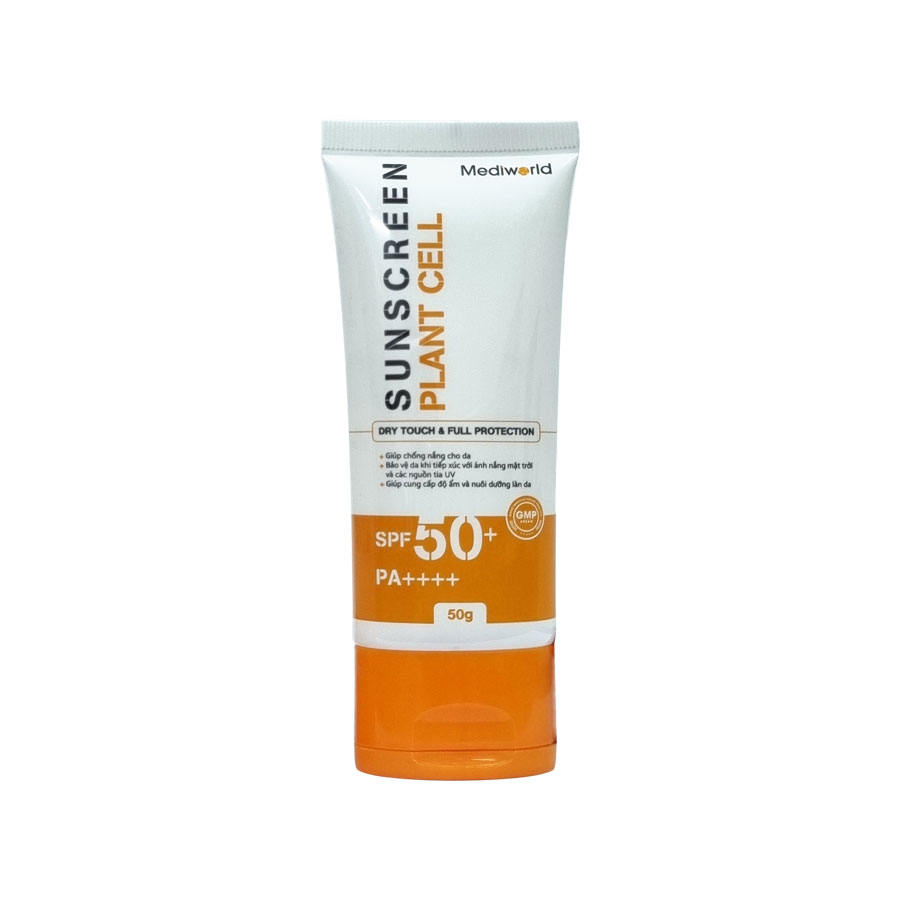 Mediworld
SUNSCREEN
PLANT CELL
DRY TOUCH & FULL PROTECTION
+ Giúp chống nắng cho da
+ Bảo vệ da khi tiếp xúc với ánh nắng mặt trời
và các nguồn tia UV
+ Giúp cung cấp độ ẩm và nuôi dưỡng làn da
GMP
SPF 50+
PA++++
50g